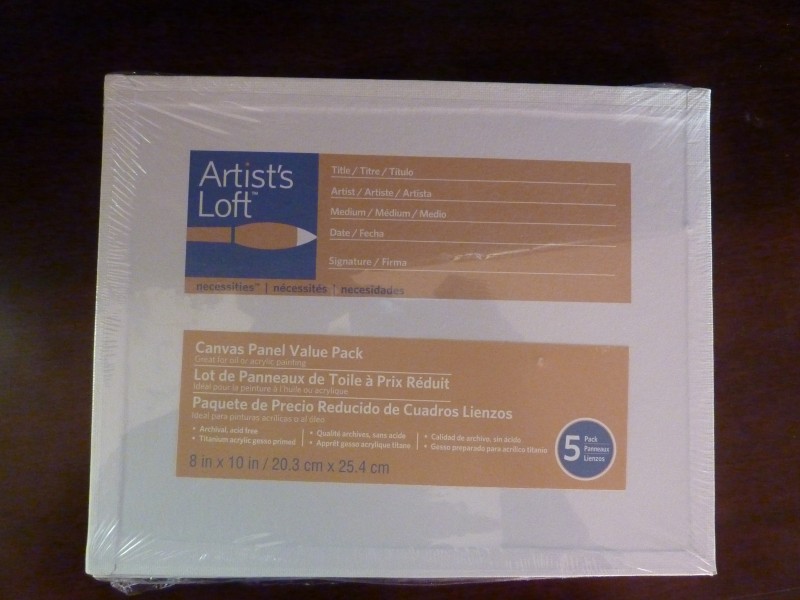 Artist's
Loft™
Title / Titre / Título
Artist / Artiste / Artista
Medium / Médium / Medio
Date / Fecha
Signature / Firma
necessities™ | nécessités | necesidades
Canvas Panel Value Pack
Great for oil or acrylic painting
Lot de Panneaux de Toile à Prix Réduit
Idéal pour la peinture à l'huile ou acrylique
Paquete de Precio Reducido de Cuadros Lienzos
Ideal para pinturas acrílicas o al óleo
• Archival, acid free
• Titanium acrylic gesso primed
• Qualité archives, sans acide
• Apprêt gesso acrylique titane
• Calidad de archivo, sin ácido
• Gesso preparado para acrílica titanio
8 in x 10 in / 20.3 cm x 25.4 cm
5 Pack
Panneaux
Lienzos